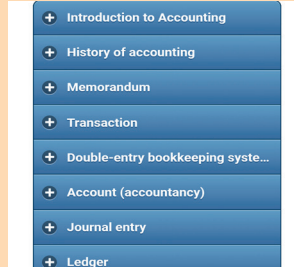 Introduction to Accounting
History of accounting
Memorandum
Transaction
Double-entry bookkeeping syste...
Account (accountancy)
Journal entry
Ledger